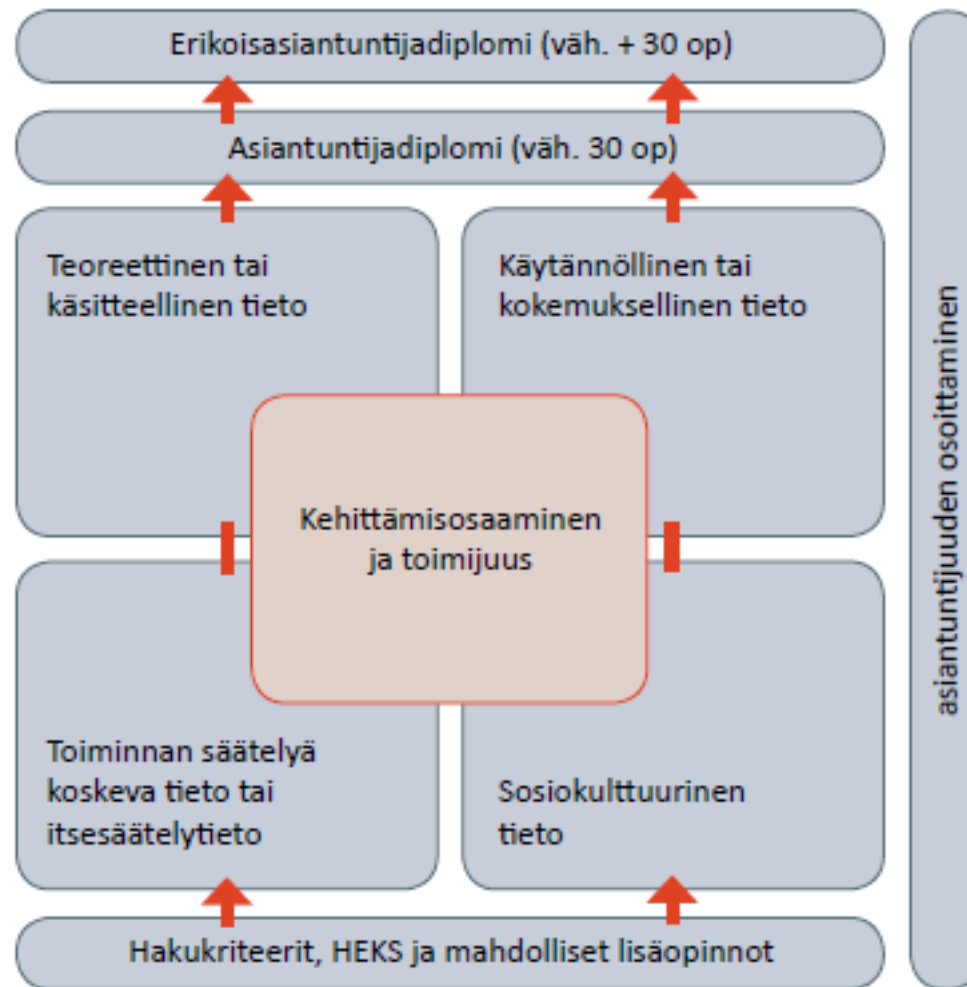 Erikoisasiantuntijadiplomi (väh. + 30 op)
Asiantuntijadiplomi (väh. 30 op)
Teoreettinen tai
käsitteellinen tieto
Käytännöllinen tai
kokemuksellinen tieto
Kehittämisosaaminen
ja toimijuus
Toiminnan säätelyä
koskeva tieto tai
itsesäätelytieto
Sosiokulttuurinen
tieto
Hakukriteerit, HEKS ja mahdolliset lisäopinnot
asiantuntijuuden osoittaminen